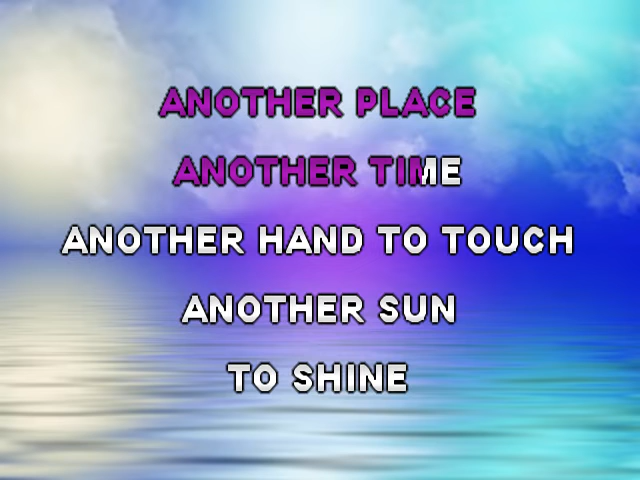 ANOTHER PLACE
ANOTHER TIME
ANOTHER HAND TO TOUCH
ANOTHER SUN
TO SHINE